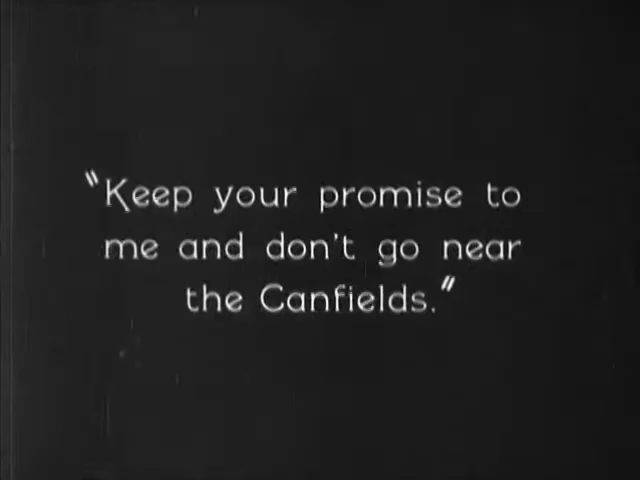 "Keep your promise to
me and don't go near
the Canfields."